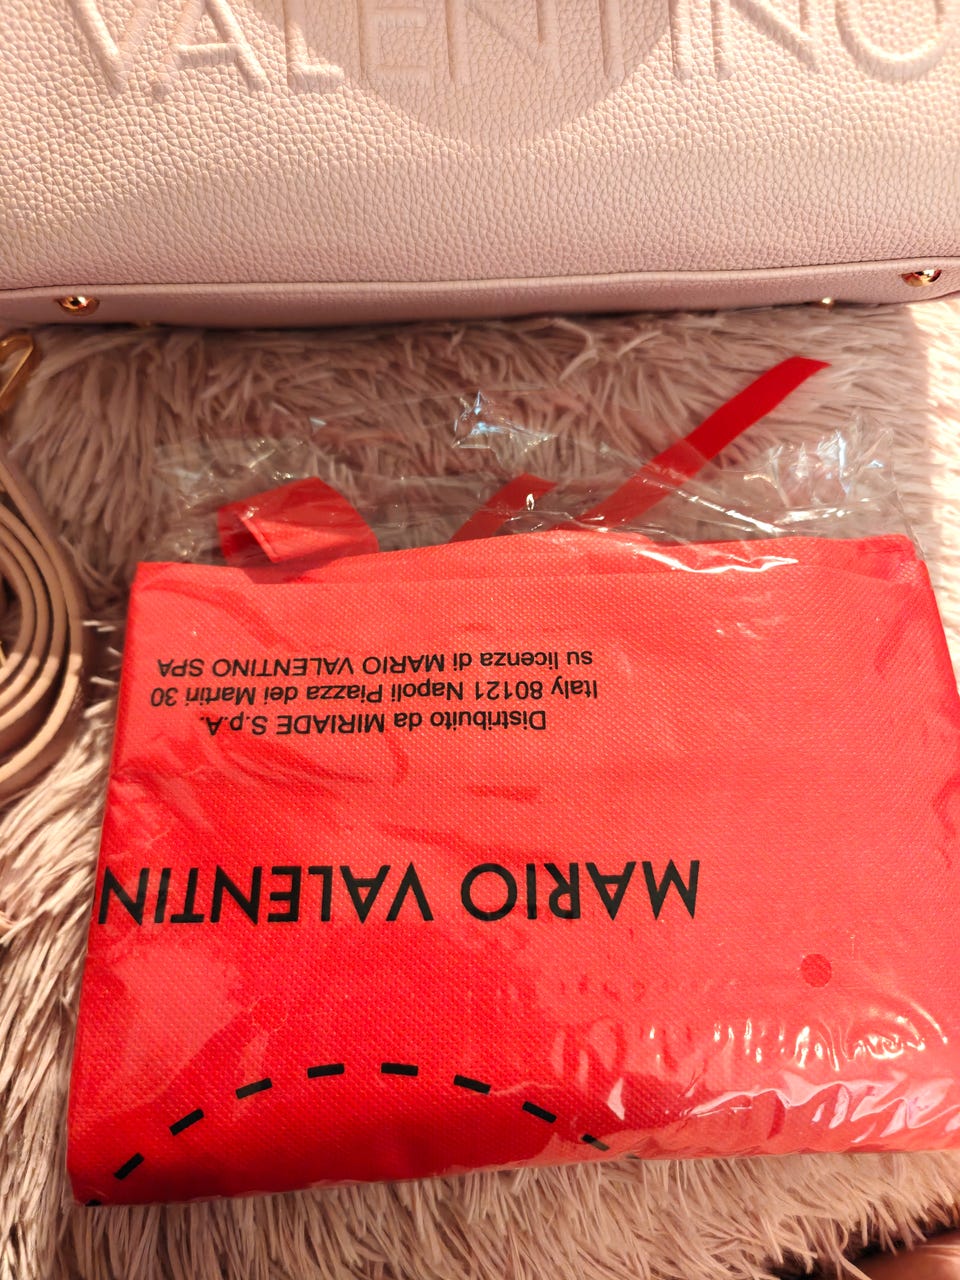 VALENTINO
MARIO VALENTIN
Distribuito da MIRIADE S.p.A.
Italy 80121 Napoli Piazza dei Martiri 30
su licenza di MARIO VALENTINO SPA